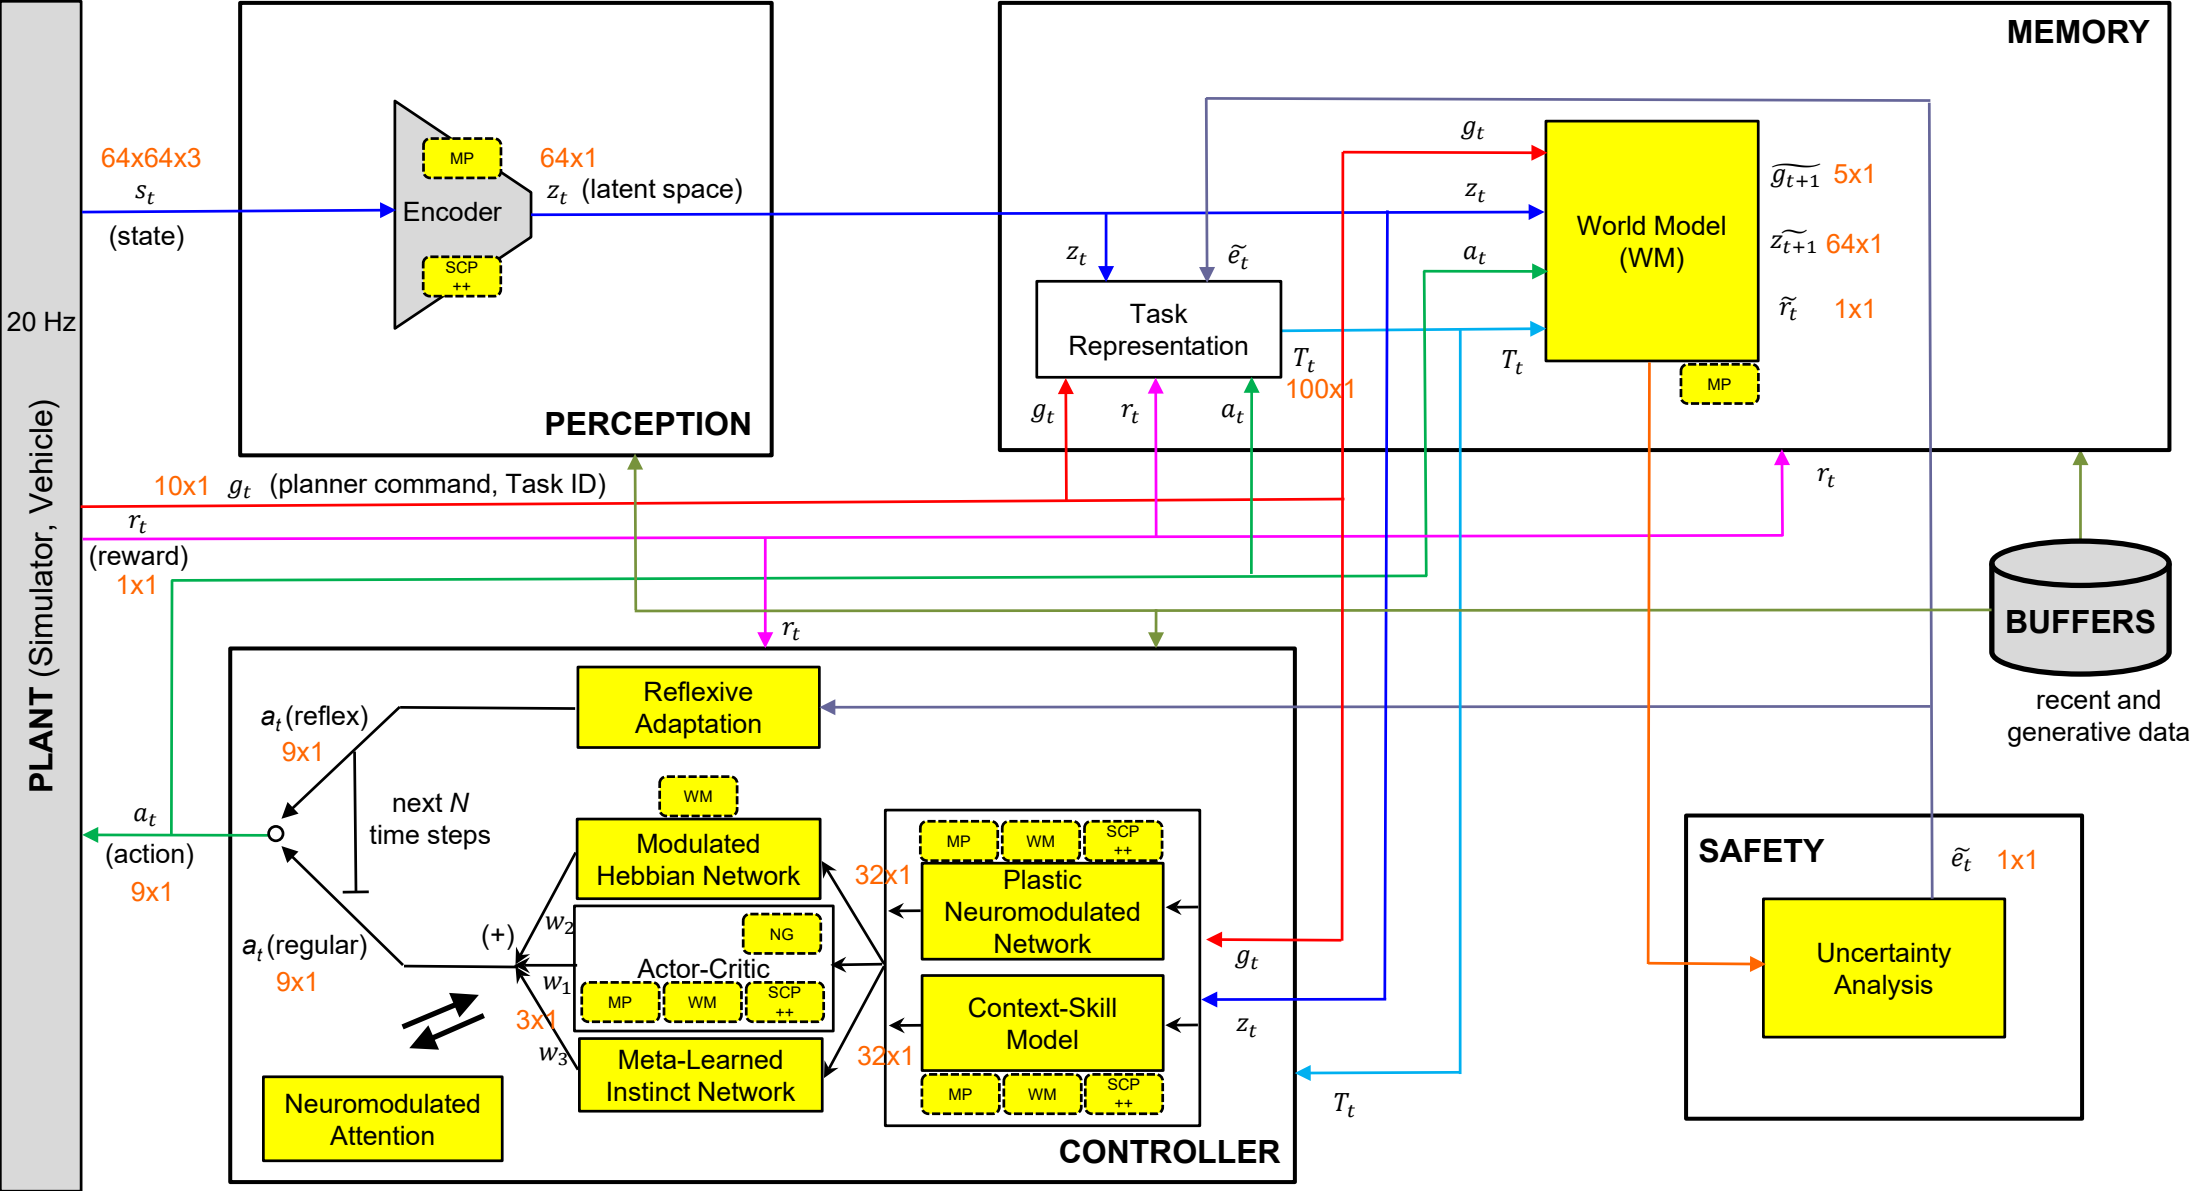 PLANT (Simulator, Vehicle)
20 Hz
64x64x3
s_t
(state)
MP
Encoder
SCP
++
64x1
z_t (latent space)
PERCEPTION
MEMORY
g_t
z_t
a_t
T_t
World Model
(WM)
MP
g̃_{t+1} 5x1
z̃_{t+1} 64x1
r̃_t 1x1
z_t
ẽ_t
Task
Representation
T_t
100x1
g_t
r_t
a_t
10x1 g_t (planner command, Task ID)
r_t
(reward)
1x1
r_t
r_t
BUFFERS
recent and
generative data
a_t (reflex)
9x1
Reflexive
Adaptation
next N
time steps
a_t
(action)
9x1
a_t (regular)
9x1
WM
Modulated
Hebbian Network
(+)
w_2
w_1
3x1
w_3
NG
Actor-Critic
MP
WM
SCP
++
Meta-Learned
Instinct Network
Neuromodulated
Attention
32x1
32x1
MP
WM
SCP
++
Plastic
Neuromodulated
Network
Context-Skill
Model
MP
WM
SCP
++
CONTROLLER
g_t
z_t
T_t
SAFETY
ẽ_t 1x1
Uncertainty
Analysis